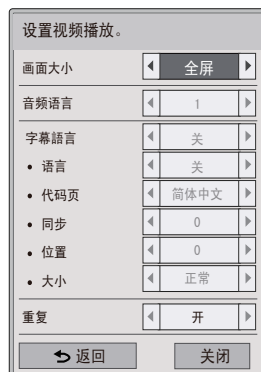 设置视频播放。
画面大小 全屏
音频语言 1
字幕語言 关
• 语言 关
• 代码页 简体中文
• 同步 0
• 位置 0
• 大小 正常
重复 开
返回 关闭